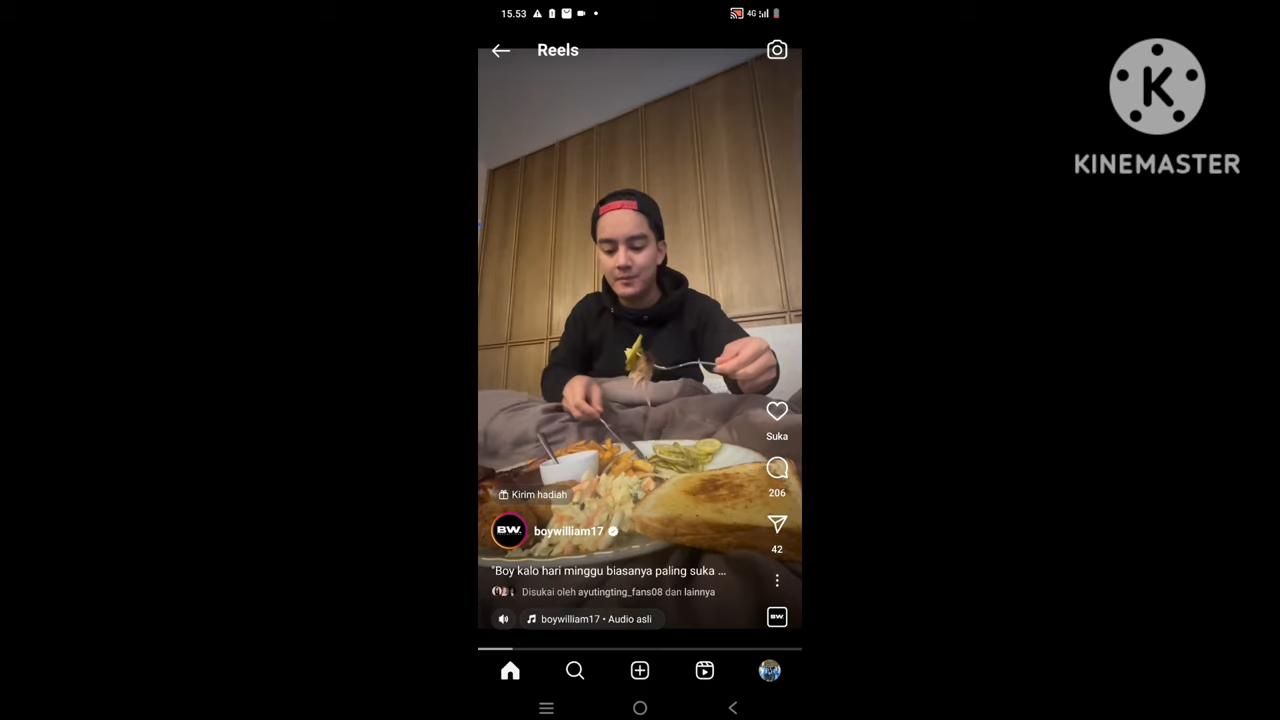 15.53
4G
Reels
K
KINEMASTER
Suka
206
Kirim hadiah
BW.
boywilliam17
42
"Boy kalo hari minggu biasanya paling suka ...
Disukai oleh ayutingting_fans08 dan lainnya
boywilliam17 • Audio asli
BW.